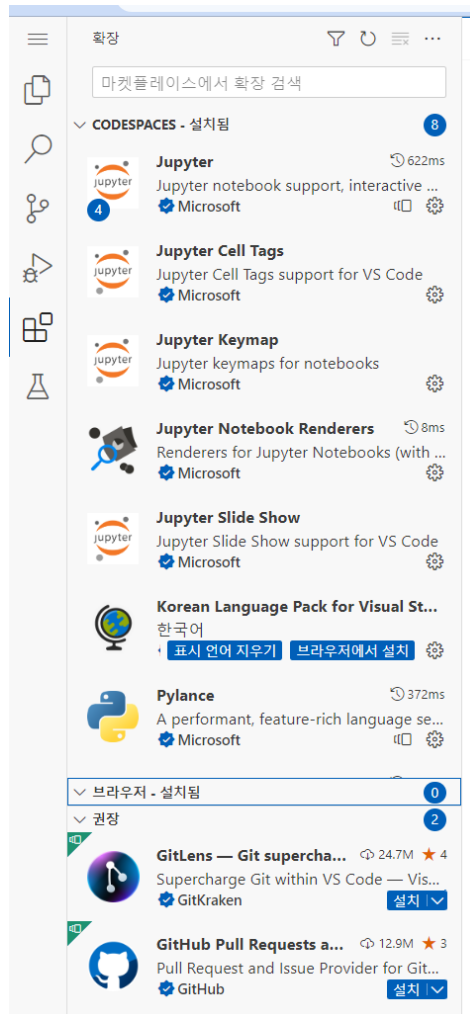 확장
마켓플레이스에서 확장 검색
CODESPACES - 설치됨 8
Jupyter 622ms
Jupyter notebook support, interactive ...
Microsoft
jupyter
4
Jupyter Cell Tags
Jupyter Cell Tags support for VS Code
Microsoft
jupyter
Jupyter Keymap
Jupyter keymaps for notebooks
Microsoft
jupyter
Jupyter Notebook Renderers 8ms
Renderers for Jupyter Notebooks (with ...
Microsoft
Jupyter Slide Show
Jupyter Slide Show support for VS Code
Microsoft
jupyter
Korean Language Pack for Visual St...
한국어
표시 언어 지우기 브라우저에서 설치
Pylance 372ms
A performant, feature-rich language se...
Microsoft
브라우저 - 설치됨 0
권장 2
GitLens — Git supercha... 24.7M ★ 4
Supercharge Git within VS Code — Vis...
GitKraken 설치
GitHub Pull Requests a... 12.9M ★ 3
Pull Request and Issue Provider for Git...
GitHub 설치